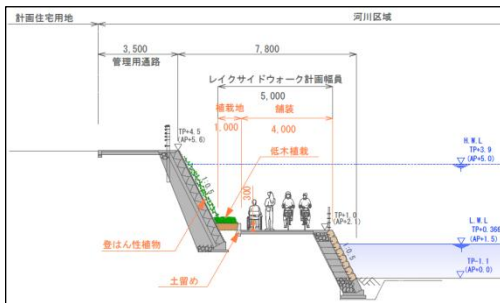 計画住宅用地
河川区域
3,500
7,800
管理用通路
レイクサイドウォーク計画幅員
5,000
植栽地
舗装
1,000
4,000
TP+4.5
(AP+5.6)
低木植栽
H.W.L
TP+3.9
(AP+5.0)
105
300
TP+1.0
(AP+2.1)
L.W.L
TP+0.366
(AP+1.5)
登はん性植物
105
TP-1.1
(AP±0.0)
土留め